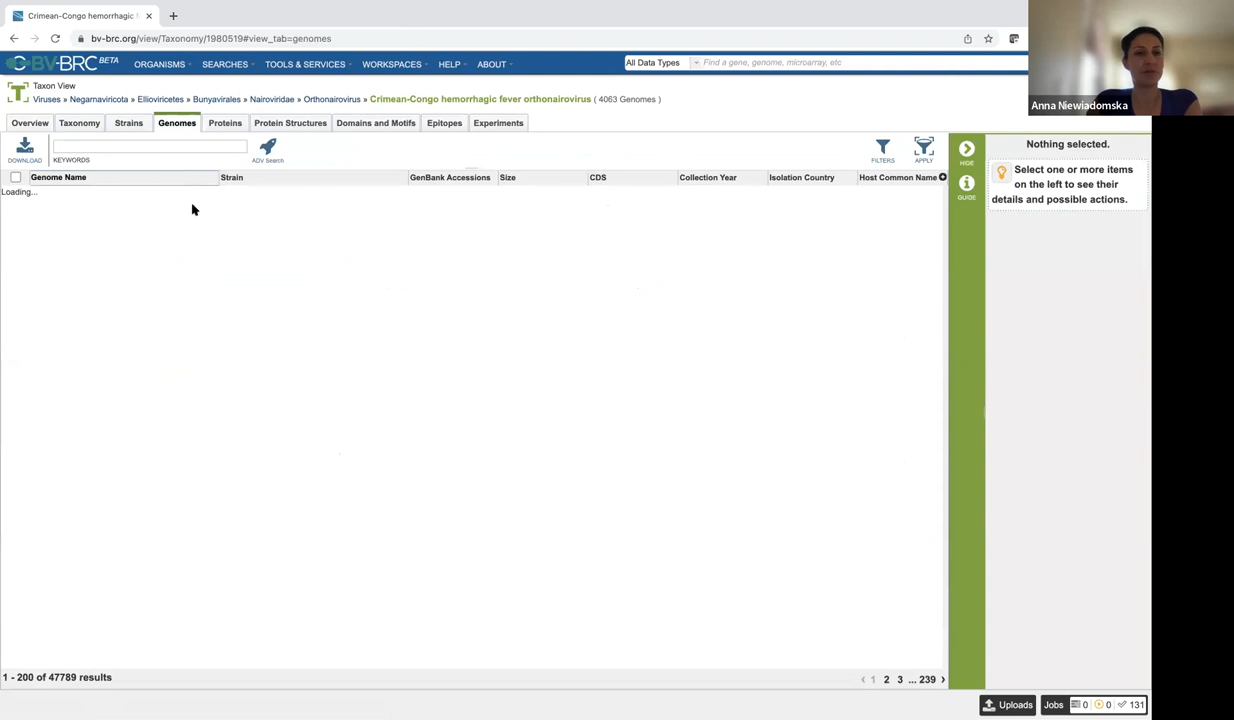 Crimean-Congo hemorrhagic f
bv-brc.org/view/Taxonomy/1980519#view_tab=genomes
BV-BRC BETA
ORGANISMS
SEARCHES
TOOLS & SERVICES
WORKSPACES
HELP
ABOUT
All Data Types
Find a gene, genome, microarray, etc
Anna Niewiadomska
Taxon View
Viruses » Negarnaviricota » Ellioviricetes » Bunyavirales » Nairoviridae » Orthonairovirus » Crimean-Congo hemorrhagic fever orthonairovirus ( 4063 Genomes )
Overview
Taxonomy
Strains
Genomes
Proteins
Protein Structures
Domains and Motifs
Epitopes
Experiments
DOWNLOAD
KEYWORDS
ADV Search
FILTERS
APPLY
HIDE
GUIDE
Nothing selected.
Select one or more items
on the left to see their
details and possible actions.
Genome Name
Strain
GenBank Accessions
Size
CDS
Collection Year
Isolation Country
Host Common Name
Loading...
1 - 200 of 47789 results
‹ 1 2 3 ... 239 ›
Uploads
Jobs 0 0 131